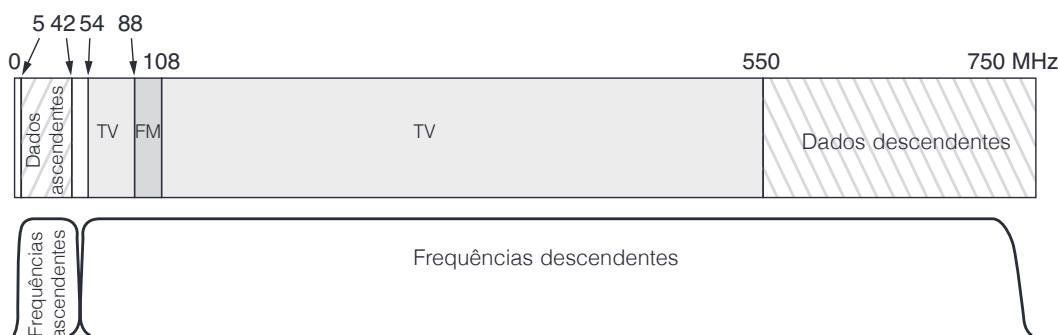 5 42 54 88
0 108 550 750 MHz
Dados
ascendentes
TV FM TV Dados descendentes
Frequências
ascendentes
Frequências descendentes